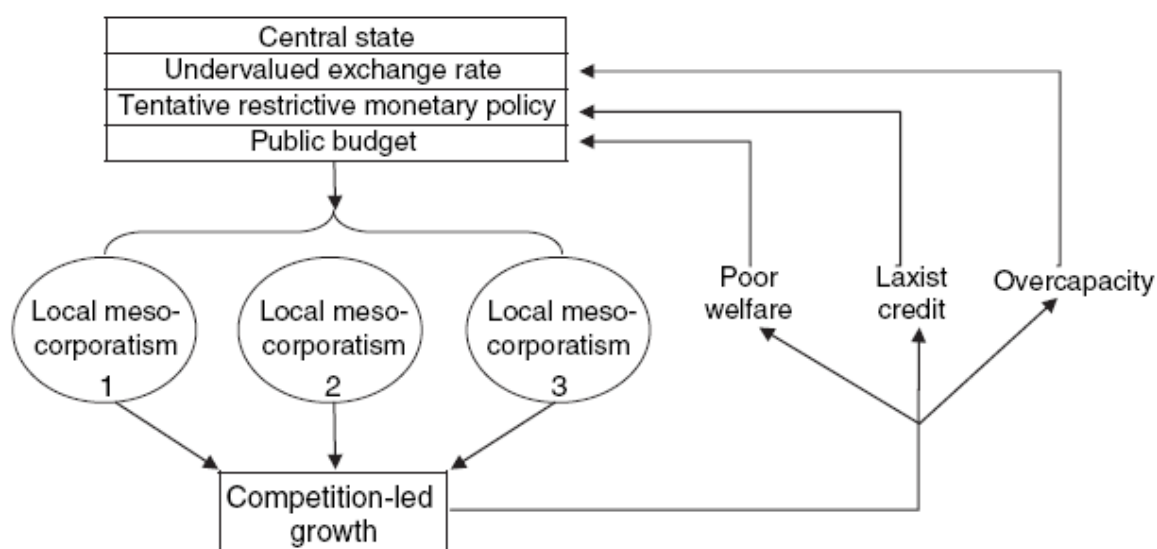 Central state
Undervalued exchange rate
Tentative restrictive monetary policy
Public budget
Local meso-
corporatism
1
Local meso-
corporatism
2
Local meso-
corporatism
3
Poor
welfare
Laxist
credit
Overcapacity
Competition-led
growth